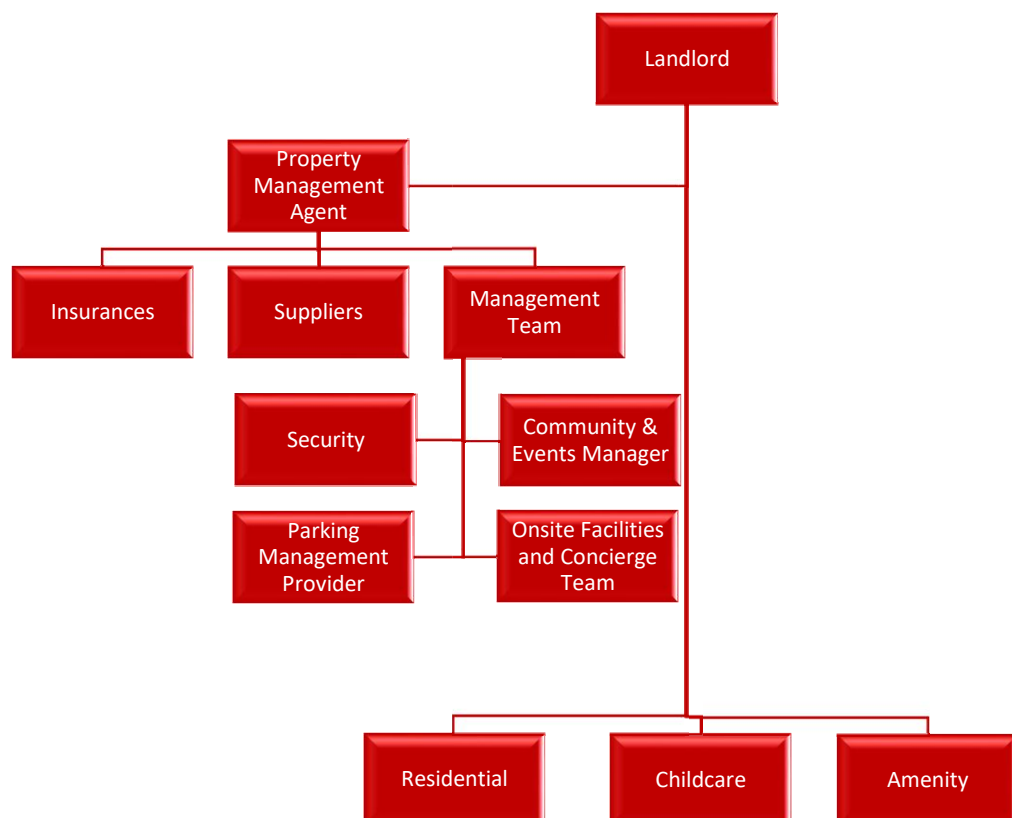 Landlord
Property
Management
Agent
Insurances
Suppliers
Management
Team
Security
Community &
Events Manager
Parking
Management
Provider
Onsite Facilities
and Concierge
Team
Residential
Childcare
Amenity